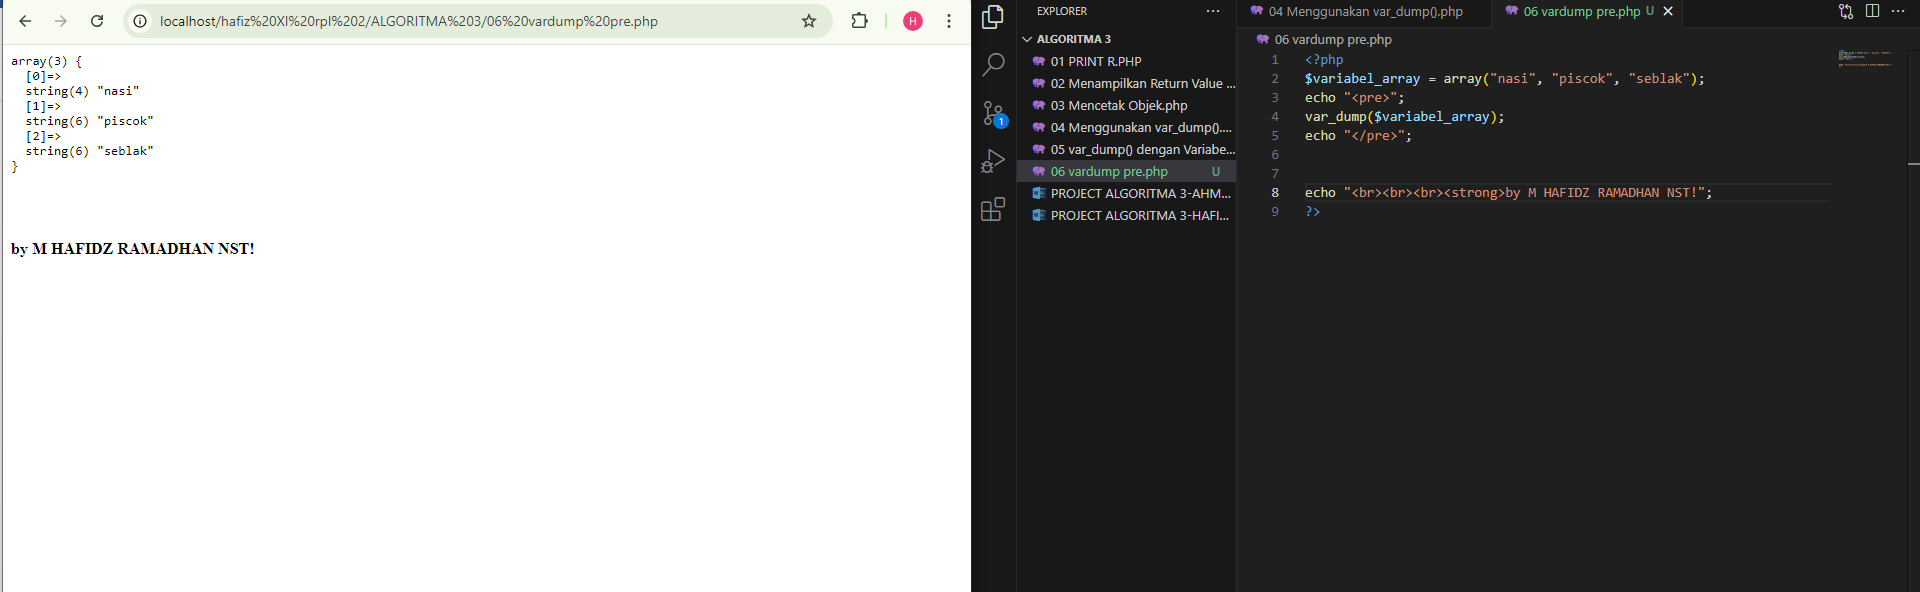 localhost/hafiz%20XI%20rpl%202/ALGORITMA%203/06%20vardump%20pre.php
H
array(3) {
  [0]=>
  string(4) "nasi"
  [1]=>
  string(6) "piscok"
  [2]=>
  string(6) "seblak"
}
by M HAFIDZ RAMADHAN NST!
1
EXPLORER
ALGORITMA 3
01 PRINT R.PHP
02 Menampilkan Return Value ...
03 Mencetak Objek.php
04 Menggunakan var_dump()....
05 var_dump() dengan Variabe...
06 vardump pre.php U
PROJECT ALGORITMA 3-AHM...
PROJECT ALGORITMA 3-HAFI...
04 Menggunakan var_dump().php
06 vardump pre.php U
06 vardump pre.php
1 <?php
2 $variabel_array = array("nasi", "piscok", "seblak");
3 echo "<pre>";
4 var_dump($variabel_array);
5 echo "</pre>";
6
7
8 echo "<br><br><br><strong>by M HAFIDZ RAMADHAN NST!";
9 ?>